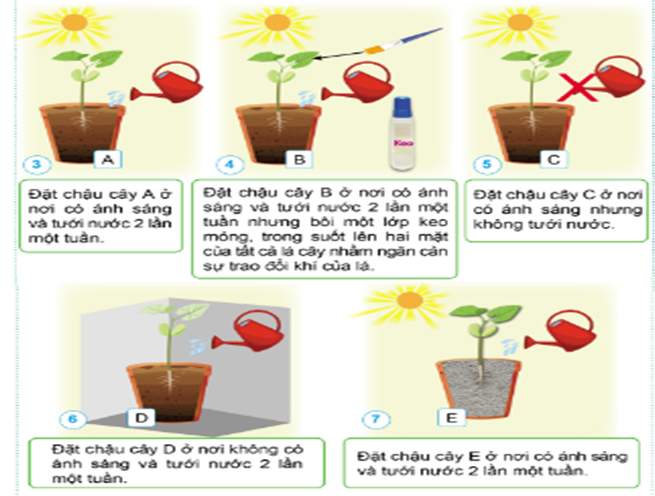 3
A
4
B
Keo
5
C
Đặt chậu cây A ở
nơi có ánh sáng
và tưới nước 2 lần
một tuần.
Đặt chậu cây B ở nơi có ánh
sáng và tưới nước 2 lần một
tuần nhưng bôi một lớp keo
mỏng, trong suốt lên hai mặt
của tất cả lá cây nhằm ngăn cản
sự trao đổi khí của lá.
Đặt chậu cây C ở nơi
có ánh sáng nhưng
không tưới nước.
6
D
7
E
Đặt chậu cây D ở nơi không có
ánh sáng và tưới nước 2 lần
một tuần.
Đặt chậu cây E ở nơi có ánh sáng
và tưới nước 2 lần một tuần.